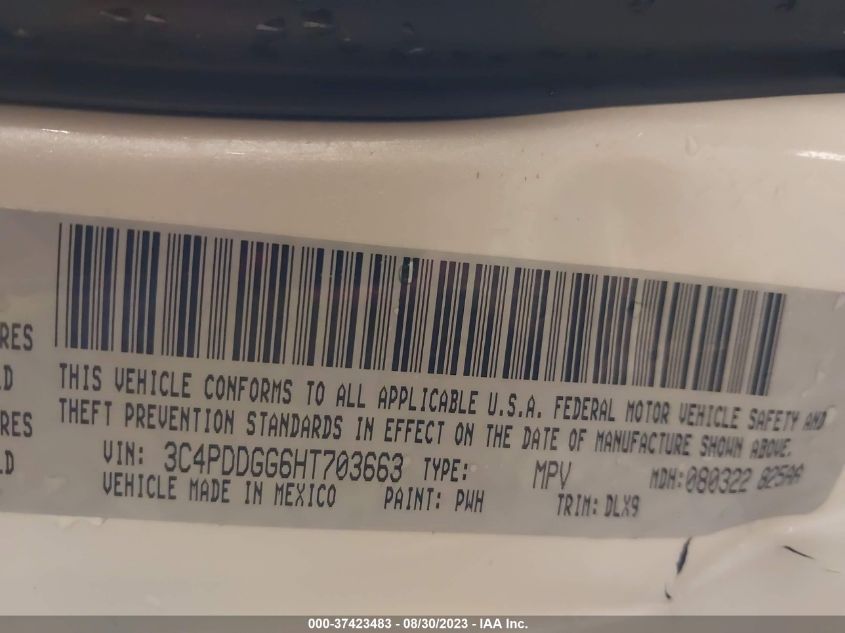 RES
D
RES
LD
THIS VEHICLE CONFORMS TO ALL APPLICABLE U.S.A. FEDERAL MOTOR VEHICLE SAFETY AND
THEFT PREVENTION STANDARDS IN EFFECT ON THE DATE OF MANUFACTURE SHOWN ABOVE.
VIN: 3C4PDDGG6HT703663 TYPE: MPV MDH: 080322 825AA
VEHICLE MADE IN MEXICO PAINT: PWH TRIM: DLX9
000-37423483 - 08/30/2023 - IAA Inc.